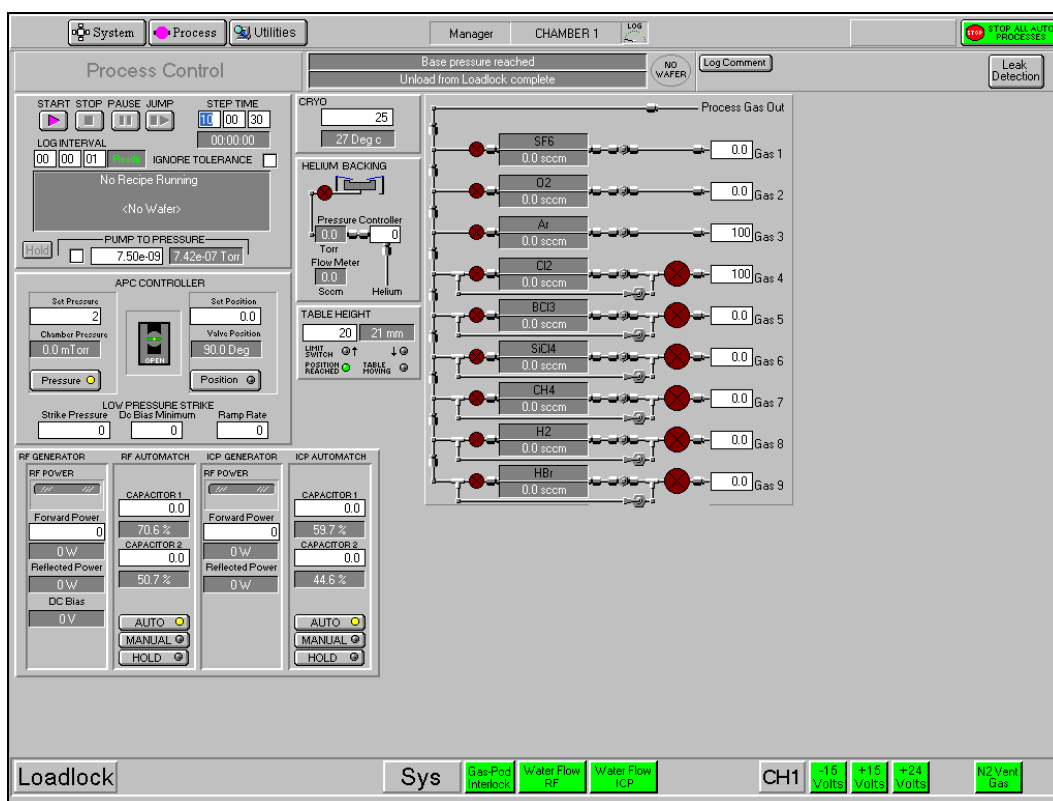 System Process Utilities Manager CHAMBER 1 LOG STOP STOP ALL AUTO PROCESSES
Process Control
Base pressure reached
Unload from Loadlock complete
NO WAFER
Log Comment
Leak Detection
START STOP PAUSE JUMP STEP TIME
10 00 30
00:00:00
LOG INTERVAL
00 00 01 Ready IGNORE TOLERANCE
No Recipe Running
<No Wafer>
PUMP TO PRESSURE
Hold 7.50e-09 7.42e-07 Torr
CRYO
25
27 Deg c
HELIUM BACKING
Pressure Controller
0.0 0
Torr
Flow Meter
0.0
Sccm Helium
TABLE HEIGHT
20 21 mm
LIMIT SWITCH
POSITION REACHED TABLE MOVING
APC CONTROLLER
Set Pressure Set Position
2 0.0
Chamber Pressure Valve Position
0.0 mTorr OPEN 90.0 Deg
Pressure Position
LOW PRESSURE STRIKE
Strike Pressure Dc Bias Minimum Ramp Rate
0 0 0
RF GENERATOR RF AUTOMATCH ICP GENERATOR ICP AUTOMATCH
RF POWER RF POWER
CAPACITOR 1 CAPACITOR 1
0.0 0.0
Forward Power Forward Power
0 70.6 % 0 59.7 %
CAPACITOR 2 CAPACITOR 2
0 W 0.0 0 W 0.0
Reflected Power Reflected Power
0 W 50.7 % 0 W 44.6 %
DC Bias
0 V
AUTO AUTO
MANUAL MANUAL
HOLD HOLD
Process Gas Out
SF6
0.0 sccm 0.0 Gas 1
O2
0.0 sccm 0.0 Gas 2
Ar
0.0 sccm 100 Gas 3
Cl2
0.0 sccm 100 Gas 4
BCl3
0.0 sccm 0.0 Gas 5
SiCl4
0.0 sccm 0.0 Gas 6
CH4
0.0 sccm 0.0 Gas 7
H2
0.0 sccm 0.0 Gas 8
HBr
0.0 sccm 0.0 Gas 9
Loadlock Sys Gas-Pod Interlock Water Flow RF Water Flow ICP CH1 -15 Volts +15 Volts +24 Volts N2 Vent Gas